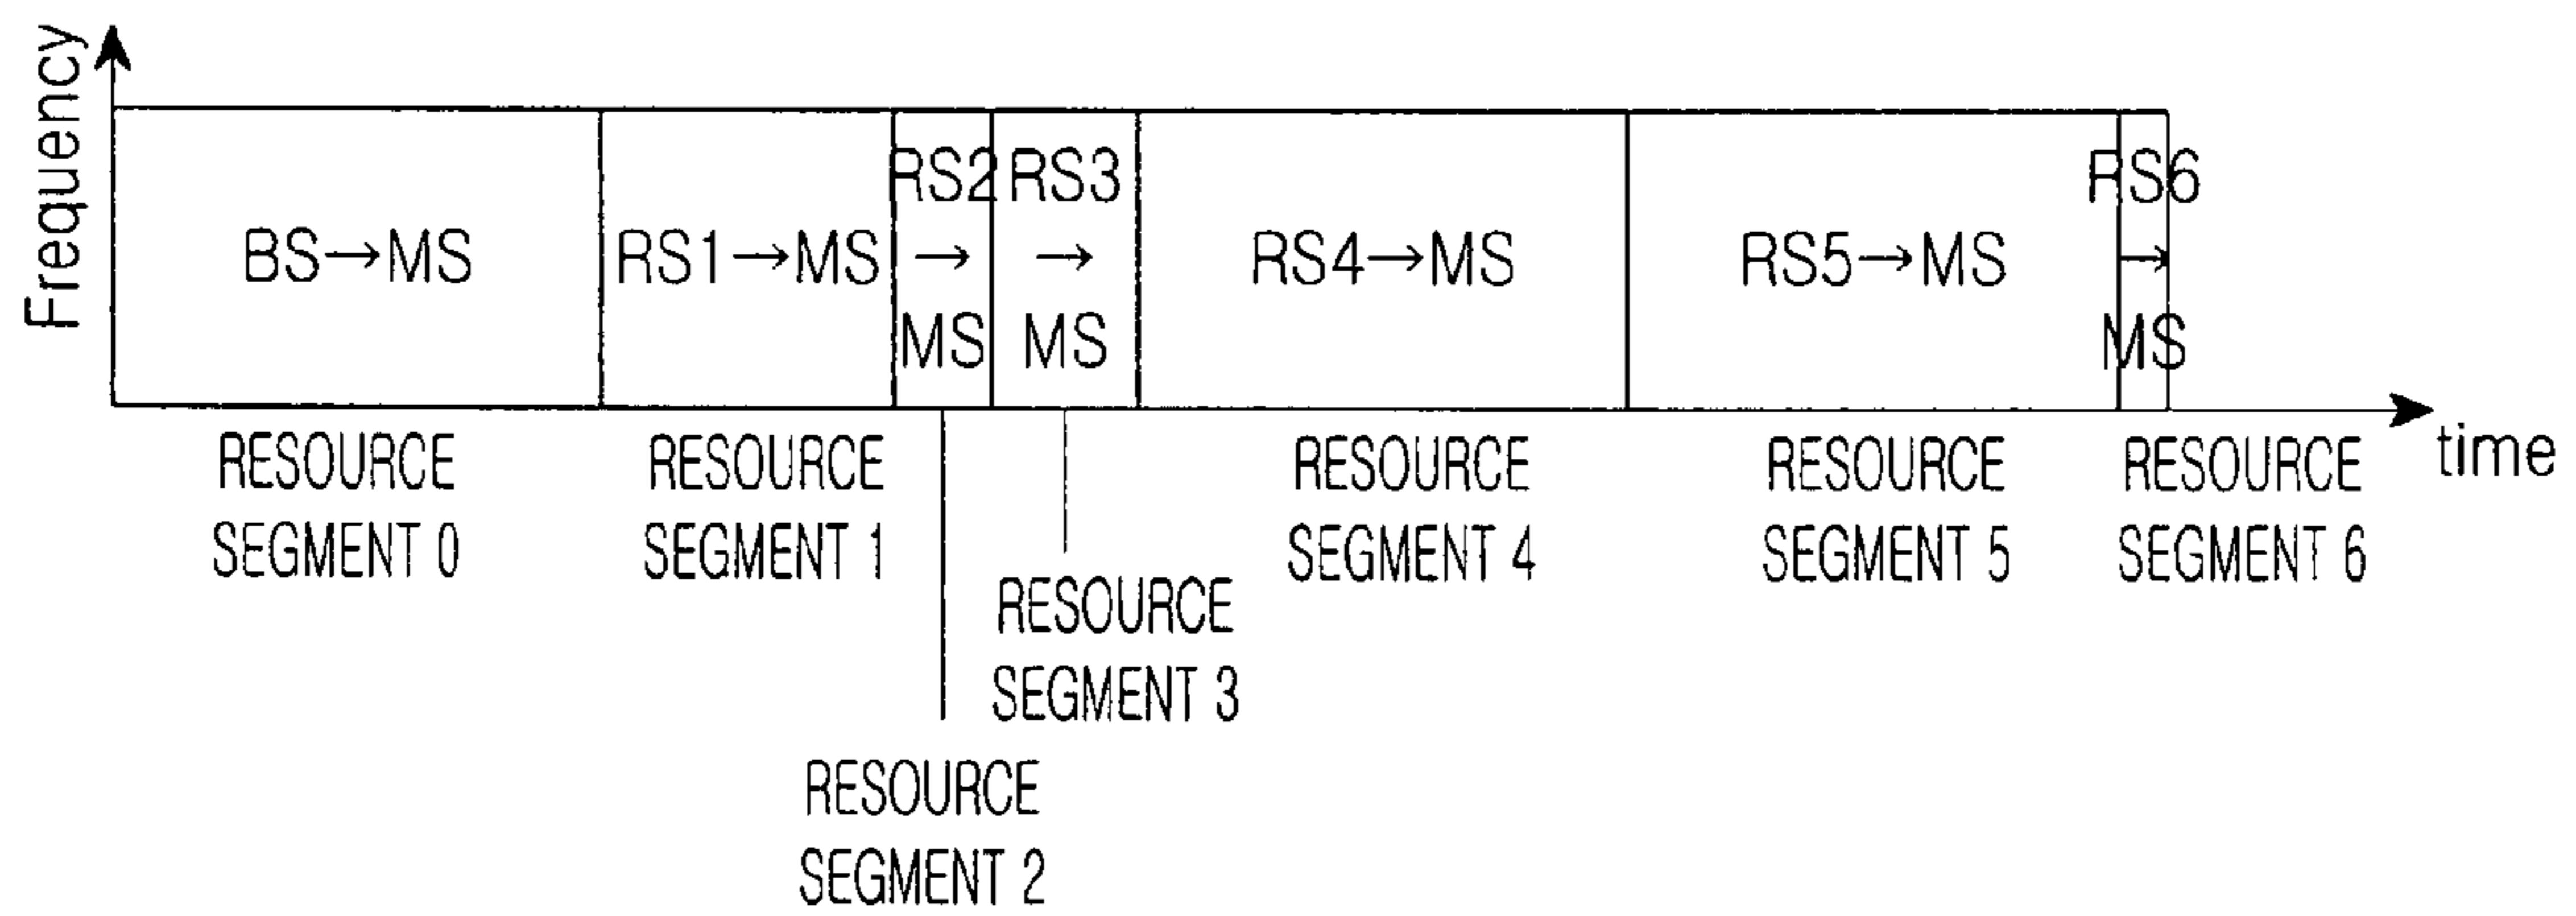 Frequency
BS→MS
RS1→MS
RS2
→
MS
RS3
→
MS
RS4→MS
RS5→MS
RS6
→
MS
time
RESOURCE
SEGMENT 0
RESOURCE
SEGMENT 1
RESOURCE
SEGMENT 2
RESOURCE
SEGMENT 3
RESOURCE
SEGMENT 4
RESOURCE
SEGMENT 5
RESOURCE
SEGMENT 6